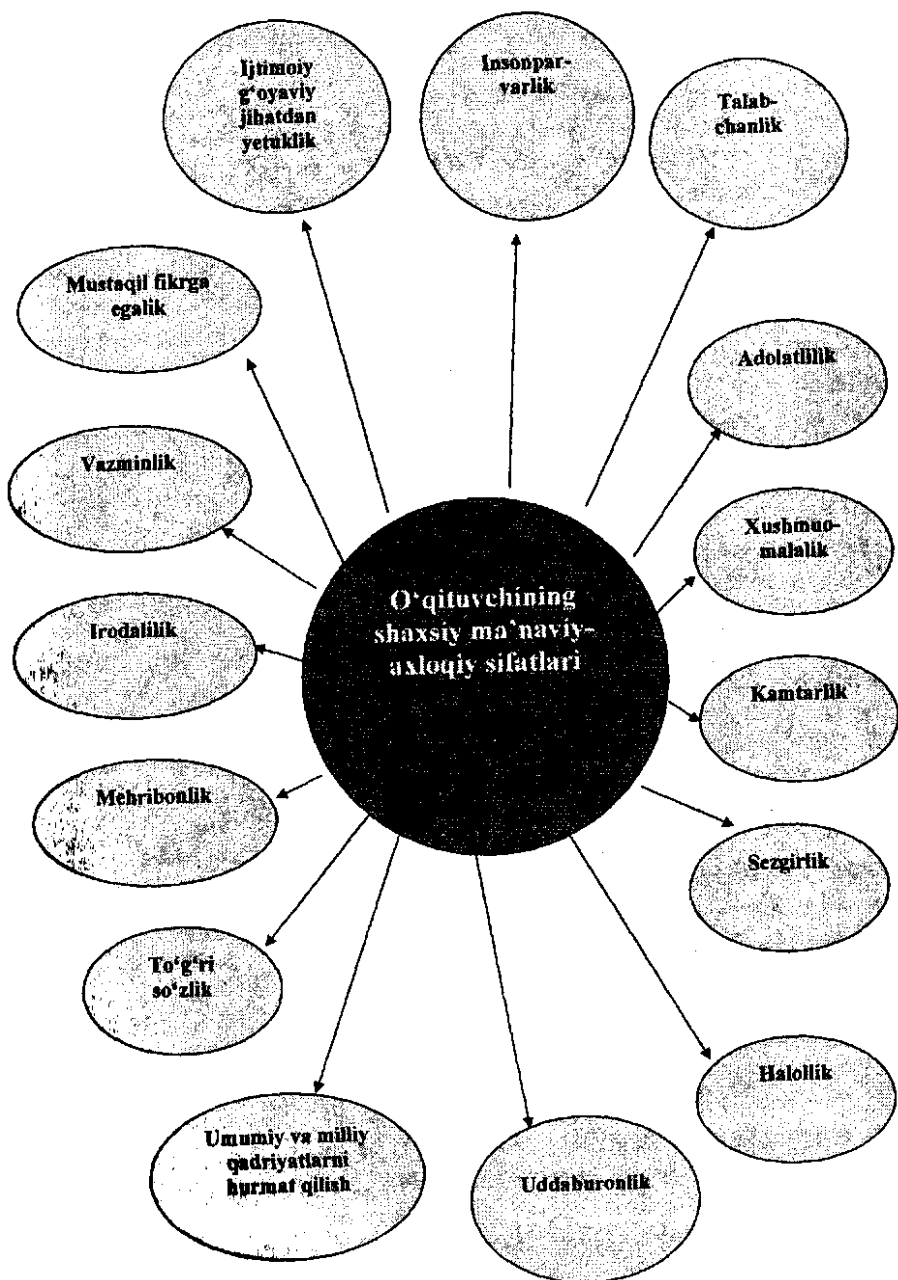 Ijtimoiy
g‘oyaviy
jihatdan
yetuklik
Insonpar-
varlik
Talab-
chanlik
Mustaqil fikrga
egalik
Adolatlilik
Vazminlik
Xushmuo-
malalik
O‘qituvchining
shaxsiy ma’naviy-
axloqiy sifatlari
Irodalilik
Kamtarlik
Mehribonlik
Sezgirlik
To‘g‘ri
so‘zlik
Halollik
Umumiy va milliy
qadriyatlarni
hurmat qilish
Uddaburonlik